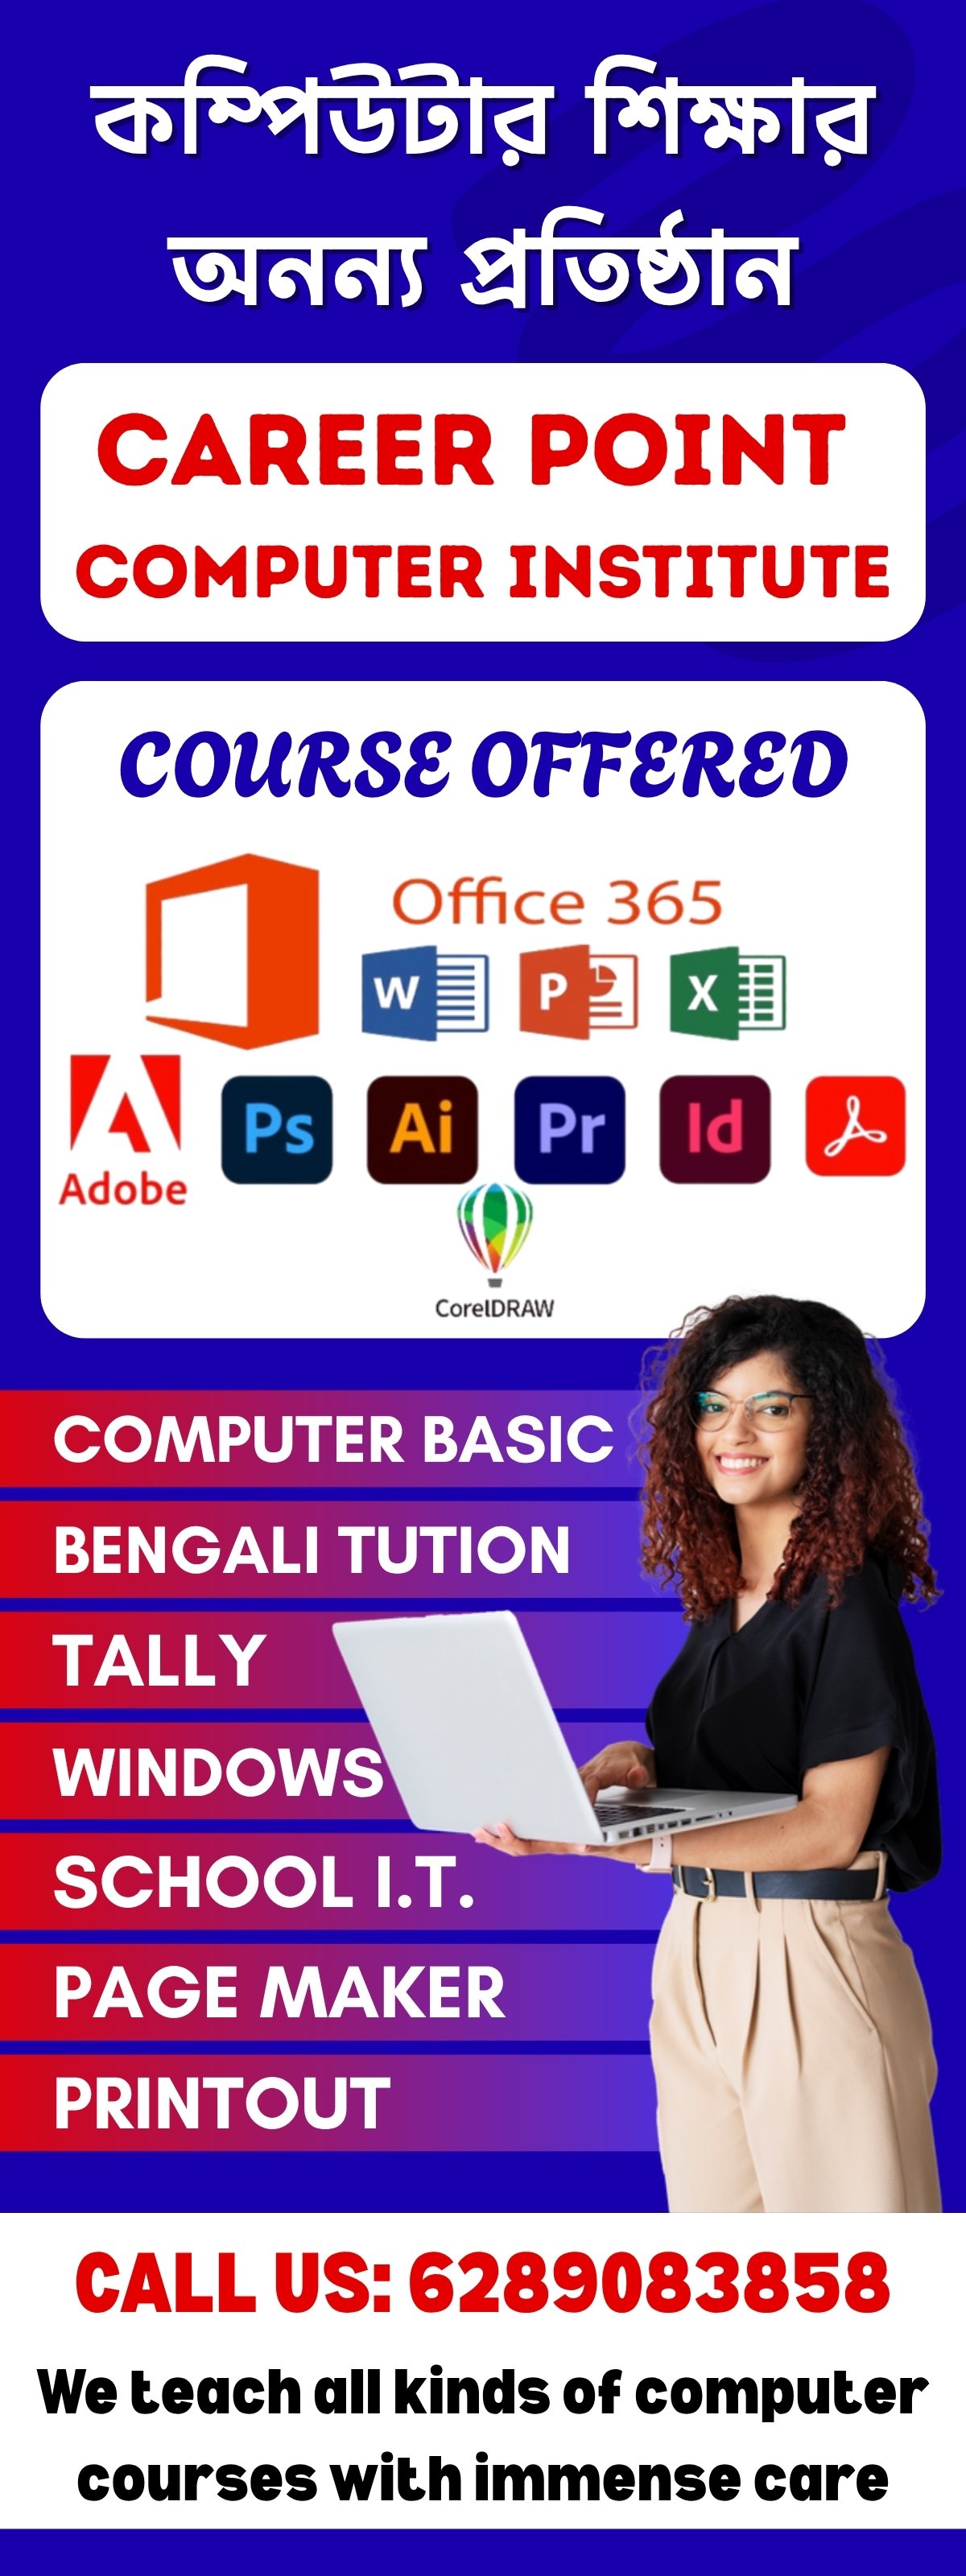 কম্পিউটার শিক্ষার
অনন্য প্রতিষ্ঠান
CAREER POINT
COMPUTER INSTITUTE
COURSE OFFERED
Office 365
W P X
Ps Ai Pr Id
Adobe
CorelDRAW
COMPUTER BASIC
BENGALI TUTION
TALLY
WINDOWS
SCHOOL I.T.
PAGE MAKER
PRINTOUT
CALL US: 6289083858
We teach all kinds of computer
courses with immense care